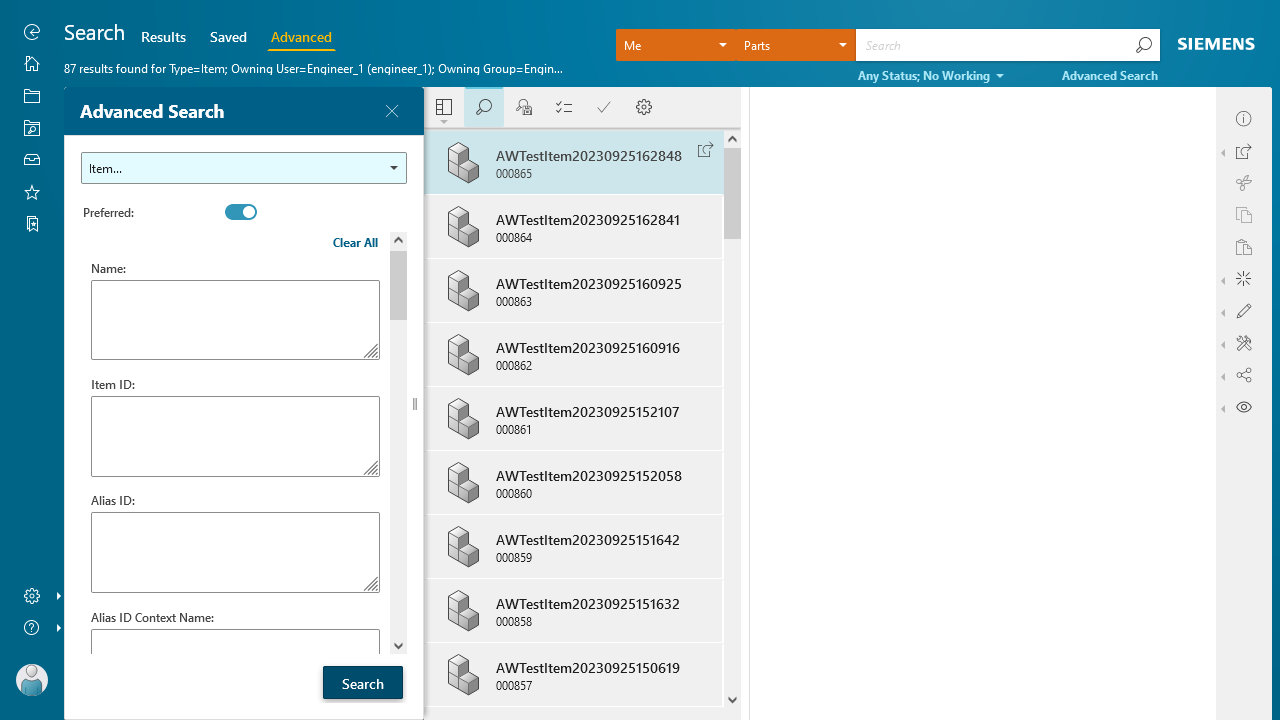 Search
Results
Saved
Advanced
87 results found for Type=Item; Owning User=Engineer_1 (engineer_1); Owning Group=Engin...
Me
Parts
Search
SIEMENS
Any Status; No Working
Advanced Search
Advanced Search
Item...
Preferred:
Clear All
Name:
Item ID:
Alias ID:
Alias ID Context Name:
Search
AWTestItem20230925162848
000865
AWTestItem20230925162841
000864
AWTestItem20230925160925
000863
AWTestItem20230925160916
000862
AWTestItem20230925152107
000861
AWTestItem20230925152058
000860
AWTestItem20230925151642
000859
AWTestItem20230925151632
000858
AWTestItem20230925150619
000857